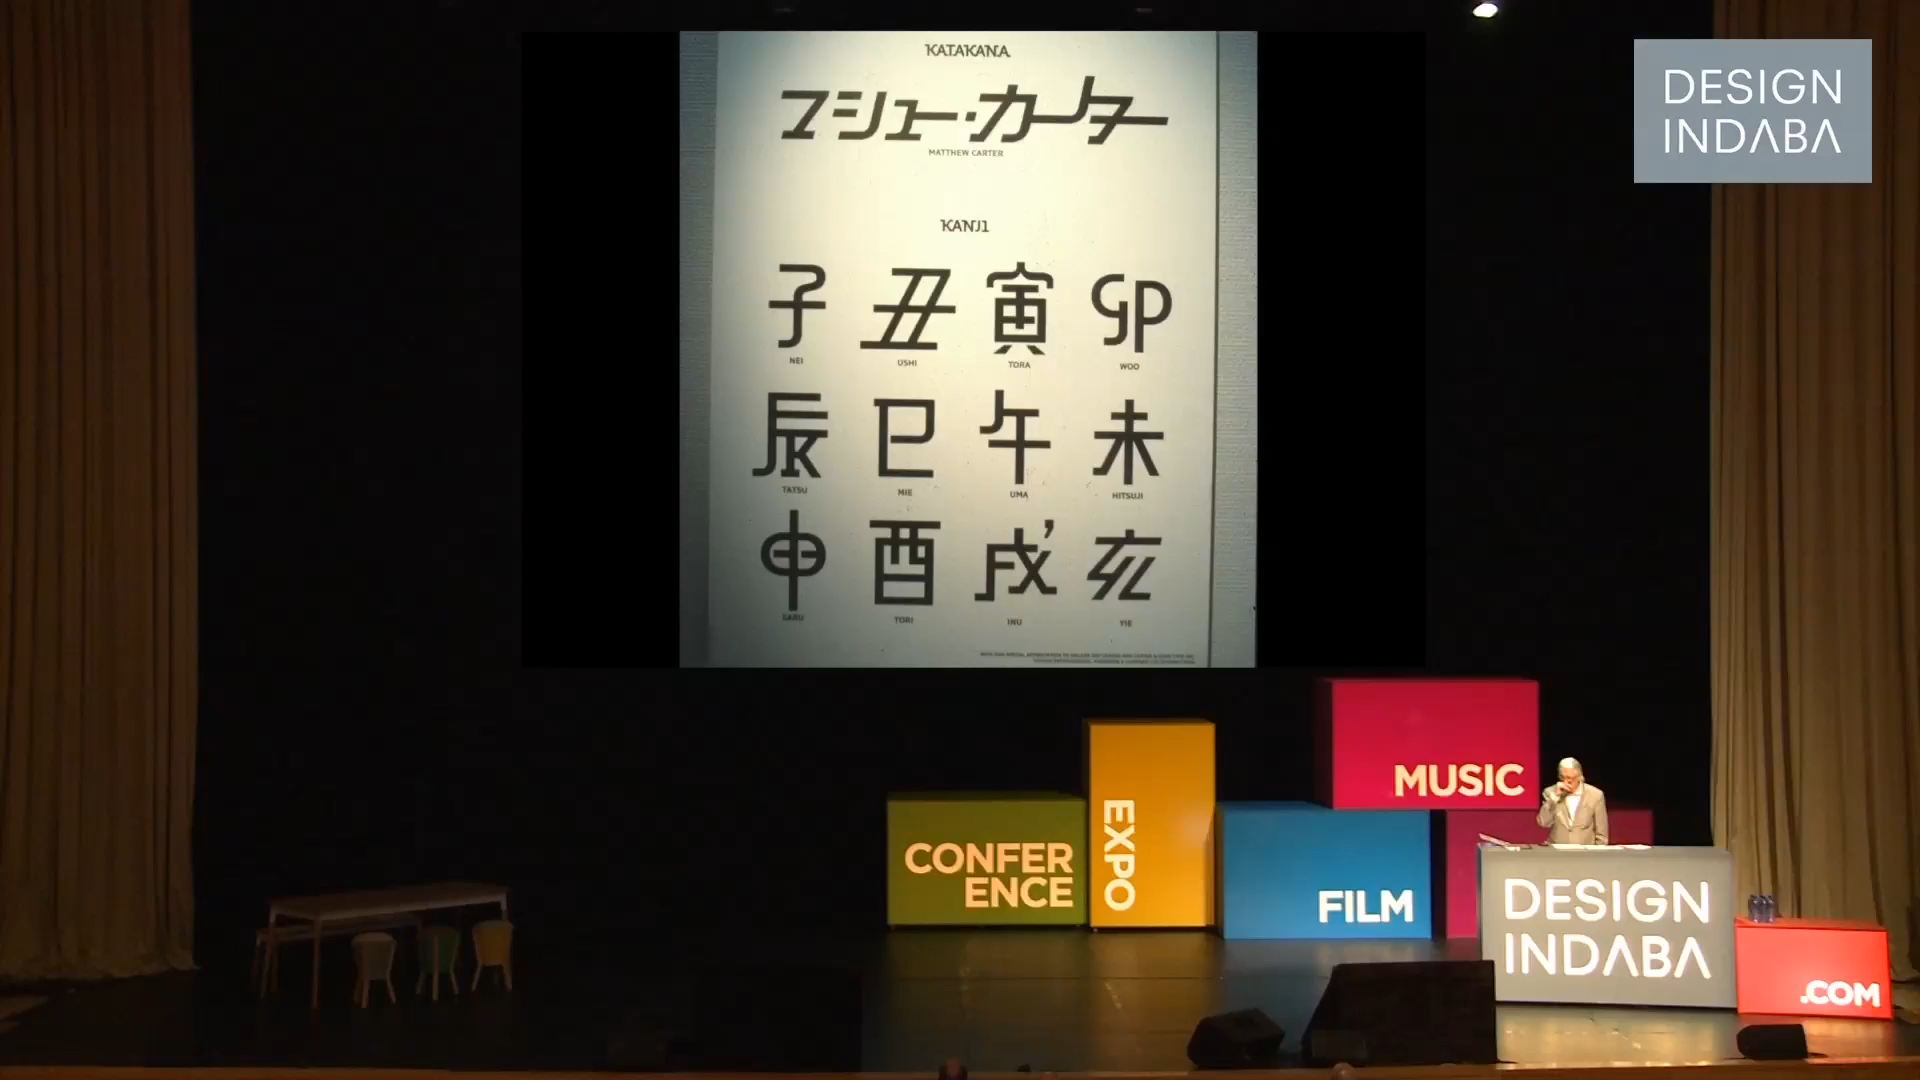 KATAKANA
マシュー・カーター
MATTHEW CARTER
KANJI
子 丑 寅 卯
NEI USHI TORA WOO
辰 巳 午 未
TATSU MIE UMA HITSUJI
申 酉 戌 亥
SARU TORI INU YIE
DESIGN
INDABA
CONFER
ENCE
EXPO
FILM
MUSIC
DESIGN
INDABA
.COM